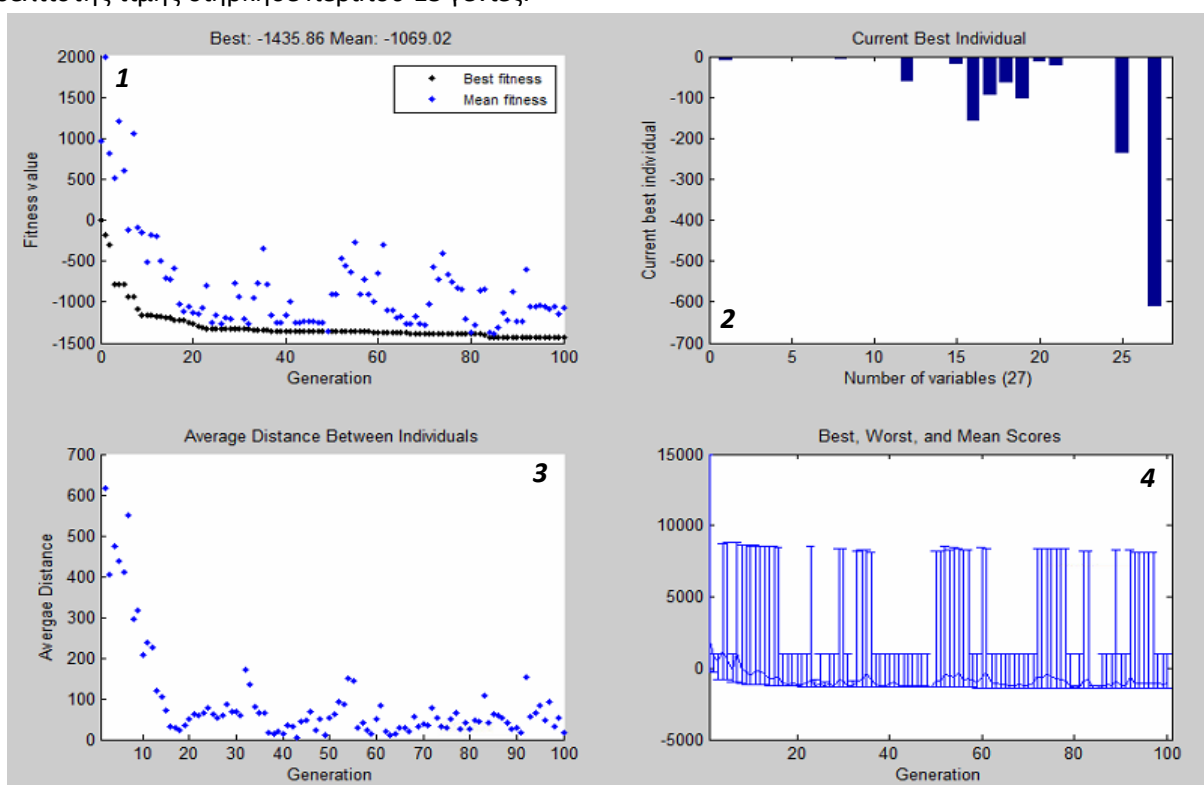 Best: -1435.86 Mean: -1069.02
1
Best fitness
Mean fitness
2000
1500
1000
500
0
-500
-1000
-1500
Fitness value
0 20 40 60 80 100
Generation
Current Best Individual
0
-100
-200
-300
-400
-500
-600
-700
Current best individual
2
0 5 10 15 20 25
Number of variables (27)
Average Distance Between Individuals
3
700
600
500
400
300
200
100
0
Avergae Distance
10 20 30 40 50 60 70 80 90 100
Generation
Best, Worst, and Mean Scores
4
15000
10000
5000
0
-5000
20 40 60 80 100
Generation